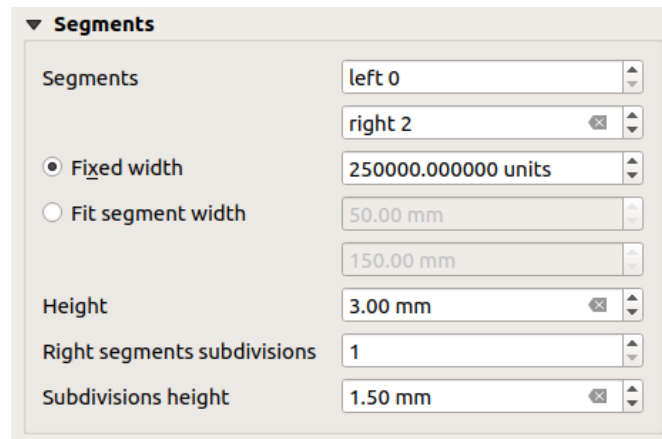 Segments
Segments left 0
right 2
Fixed width 250000.000000 units
Fit segment width 50.00 mm
150.00 mm
Height 3.00 mm
Right segments subdivisions 1
Subdivisions height 1.50 mm